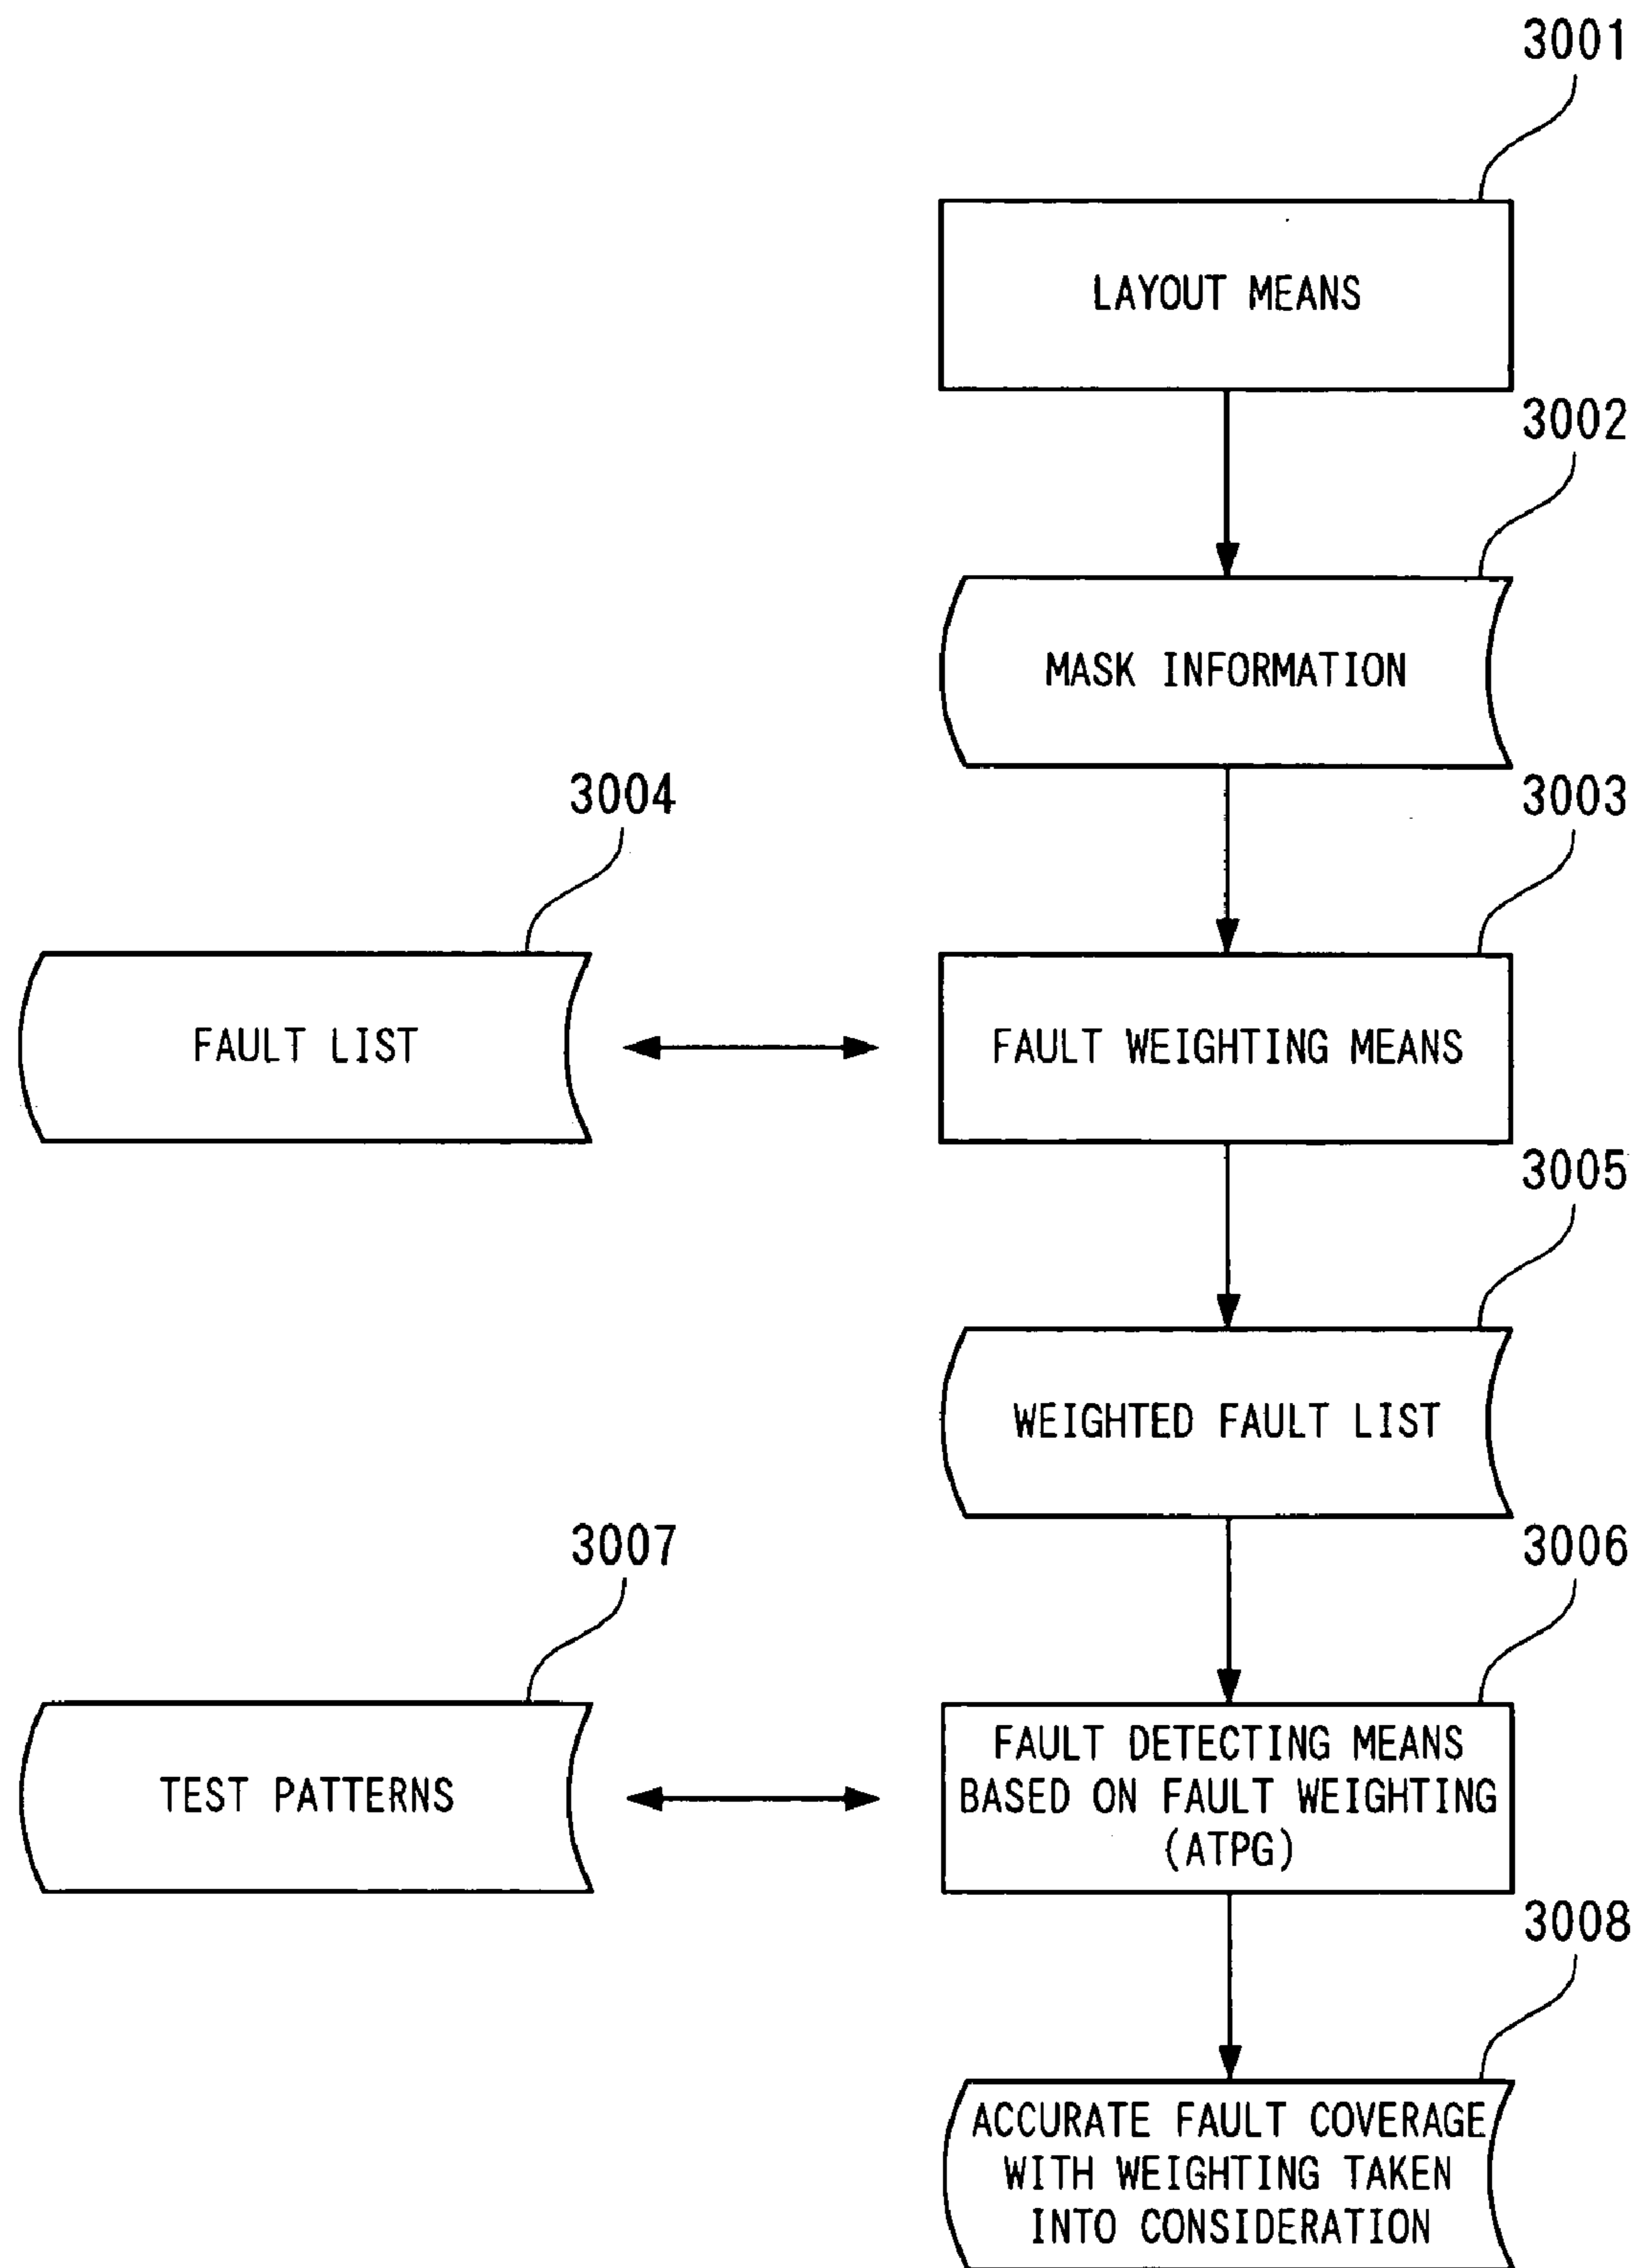 3001
LAYOUT MEANS
3002
MASK INFORMATION
3004
3003
FAULT LIST
FAULT WEIGHTING MEANS
3005
WEIGHTED FAULT LIST
3007
3006
TEST PATTERNS
FAULT DETECTING MEANS
BASED ON FAULT WEIGHTING
(ATPG)
3008
ACCURATE FAULT COVERAGE
WITH WEIGHTING TAKEN
INTO CONSIDERATION